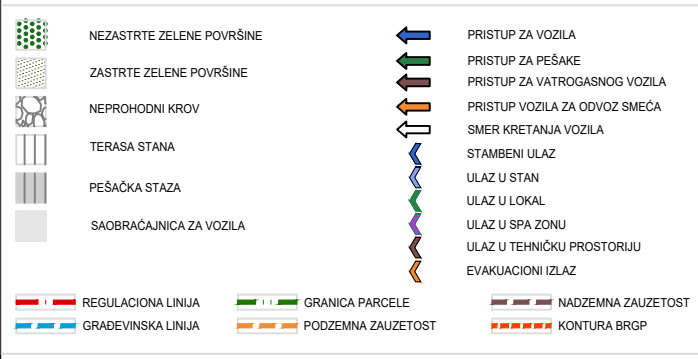 NEZASTRTE ZELENE POVRŠINE
ZASTRTE ZELENE POVRŠINE
NEPROHODNI KROV
TERASA STANA
PEŠAČKA STAZA
SAOBRAĆAJNICA ZA VOZILA
PRISTUP ZA VOZILA
PRISTUP ZA PEŠAKE
PRISTUP ZA VATROGASNOG VOZILA
PRISTUP VOZILA ZA ODVOZ SMEĆA
SMER KRETANJA VOZILA
STAMBENI ULAZ
ULAZ U STAN
ULAZ U LOKAL
ULAZ U SPA ZONU
ULAZ U TEHNIČKU PROSTORIJU
EVAKUACIONI IZLAZ
REGULACIONA LINIJA
GRANICA PARCELE
NADZEMNA ZAUZETOST
GRAĐEVINSKA LINIJA
PODZEMNA ZAUZETOST
KONTURA BRGP